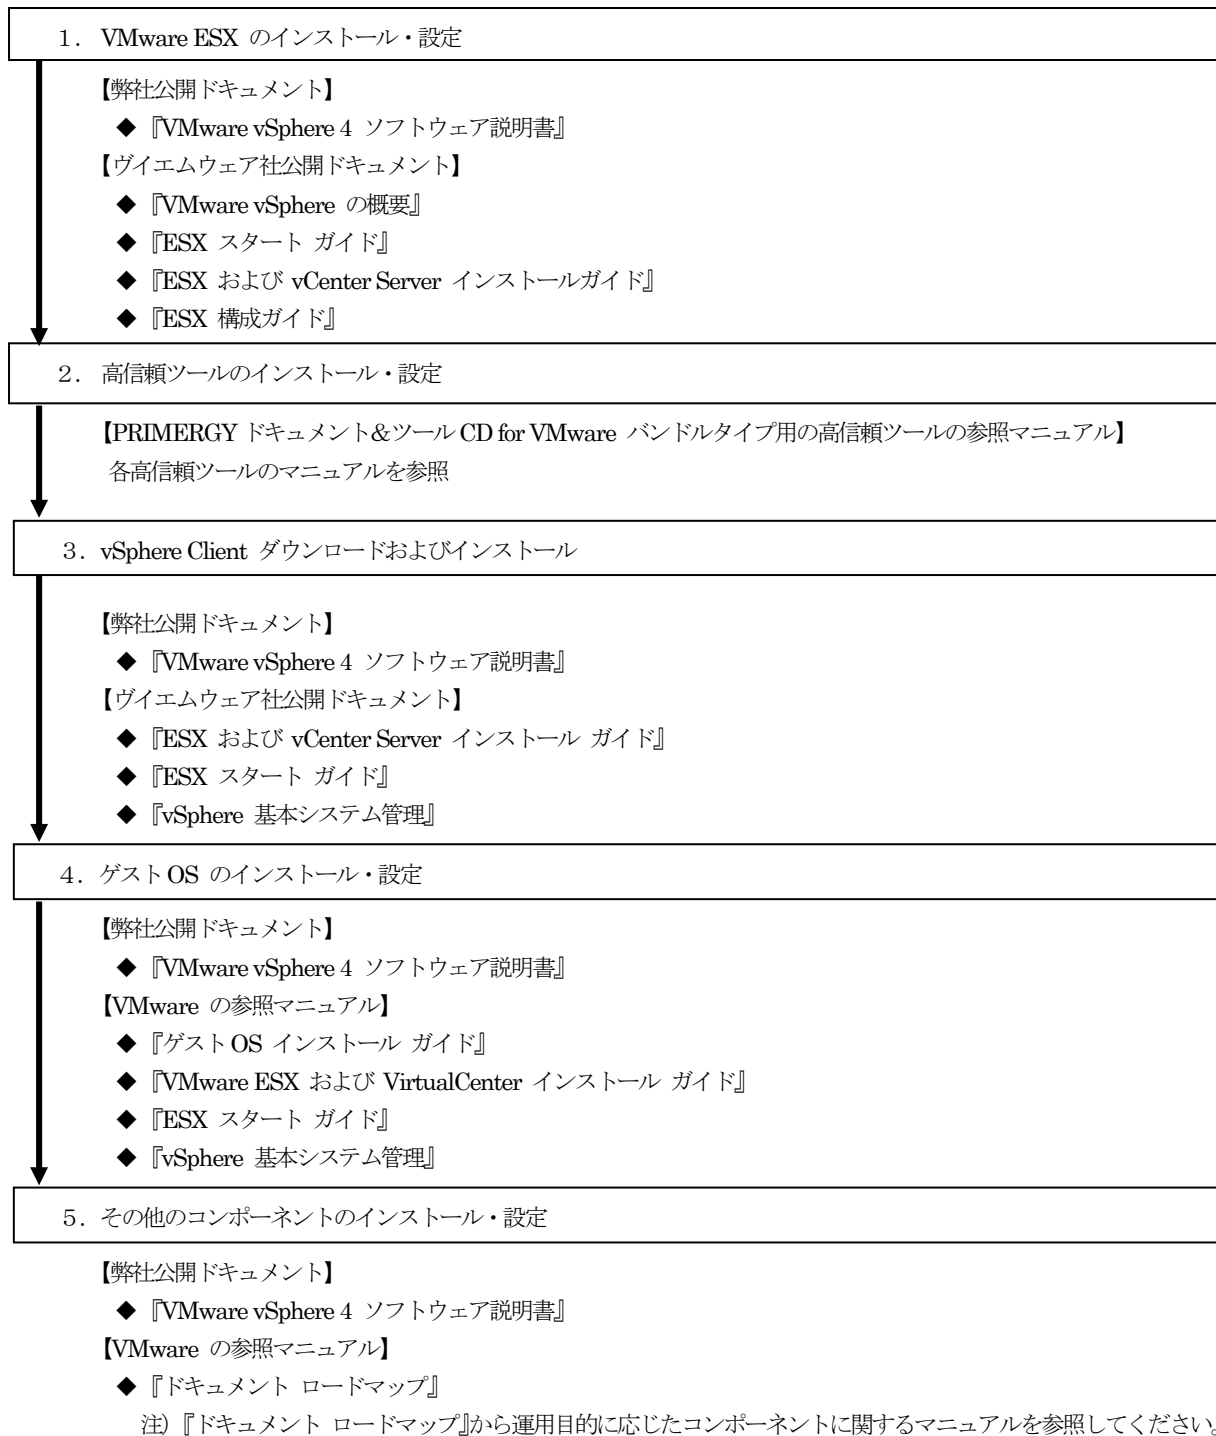 １． VMware ESX のインストール・設定
【弊社公開ドキュメント】
◆『VMware vSphere 4 ソフトウェア説明書』
【ヴイエムウェア社公開ドキュメント】
◆『VMware vSphere の概要』
◆『ESX スタート ガイド』
◆『ESX および vCenter Server インストールガイド』
◆『ESX 構成ガイド』
２． 高信頼ツールのインストール・設定
【PRIMERGY ドキュメント＆ツール CD for VMware バンドルタイプ用の高信頼ツールの参照マニュアル】
各高信頼ツールのマニュアルを参照
３．vSphere Client ダウンロードおよびインストール
【弊社公開ドキュメント】
◆『VMware vSphere 4 ソフトウェア説明書』
【ヴイエムウェア社公開ドキュメント】
◆『ESX および vCenter Server インストール ガイド』
◆『ESX スタート ガイド』
◆『vSphere 基本システム管理』
４．ゲスト OS のインストール・設定
【弊社公開ドキュメント】
◆『VMware vSphere 4 ソフトウェア説明書』
【VMware の参照マニュアル】
◆『ゲスト OS インストール ガイド』
◆『VMware ESX および VirtualCenter インストール ガイド』
◆『ESX スタート ガイド』
◆『vSphere 基本システム管理』
５．その他のコンポーネントのインストール・設定
【弊社公開ドキュメント】
◆『VMware vSphere 4 ソフトウェア説明書』
【VMware の参照マニュアル】
◆『ドキュメント ロードマップ』
注）『ドキュメント ロードマップ』から運用目的に応じたコンポーネントに関するマニュアルを参照してください。